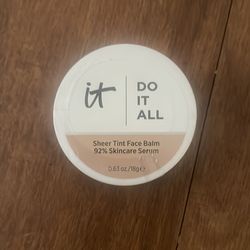 it
DO
IT
ALL
Sheer Tint Face Balm
92% Skincare Serum
0.63 oz./18g℮